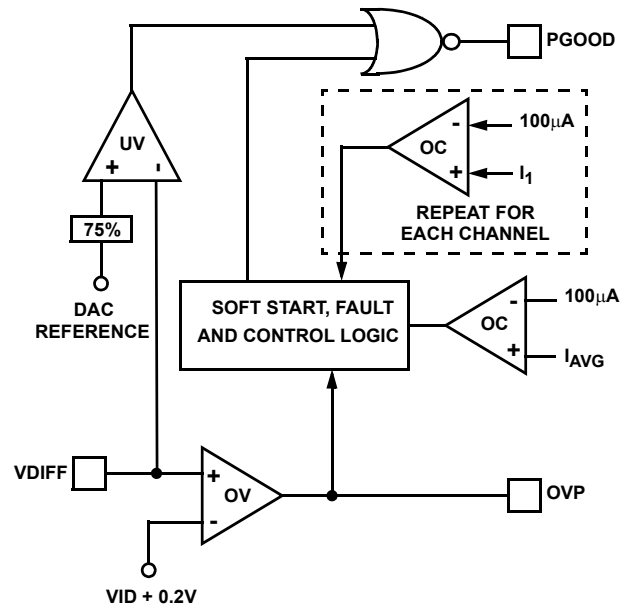 PGOOD
UV
+ -
75%
DAC
REFERENCE
- 100μA
OC
+ I1
REPEAT FOR
EACH CHANNEL
SOFT START, FAULT
AND CONTROL LOGIC
- 100μA
OC
+ IAVG
VDIFF
+
OV
-
OVP
VID + 0.2V